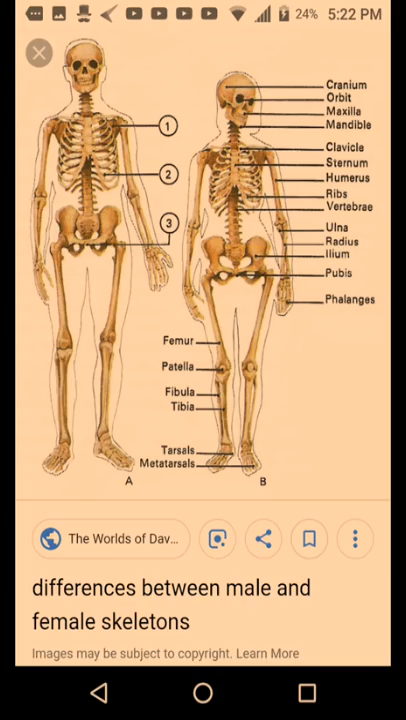 24% 5:22 PM
1
2
3
Cranium
Orbit
Maxilla
Mandible
Clavicle
Sternum
Humerus
Ribs
Vertebrae
Ulna
Radius
Ilium
Pubis
Phalanges
Femur
Patella
Fibula
Tibia
Tarsals
Metatarsals
A
B
The Worlds of Dav...
differences between male and
female skeletons
Images may be subject to copyright. Learn More